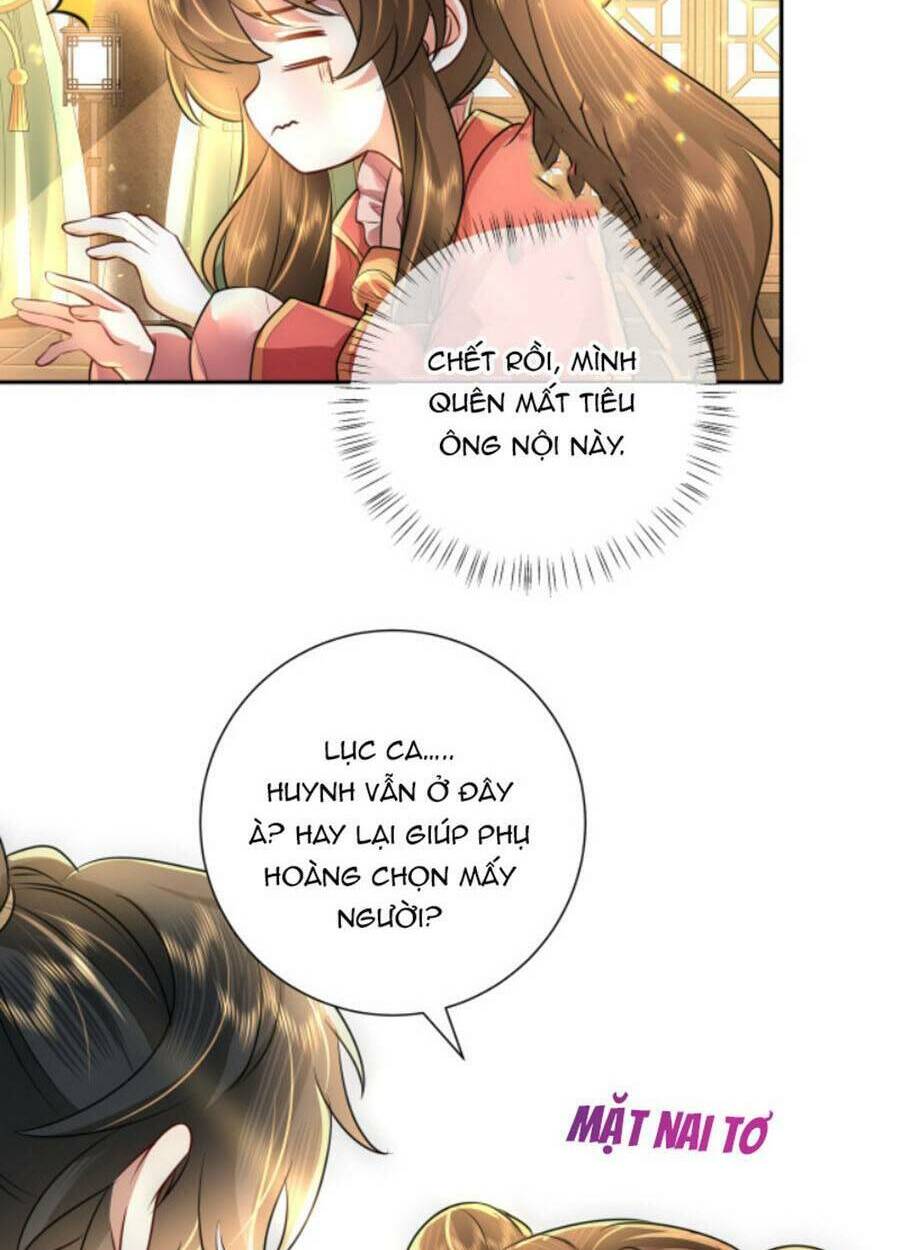 CHẾT RỒI, MÌNH
QUÊN MẤT TIÊU
ÔNG NỘI NÀY.
LỤC CA.....
HUYNH VẪN Ở ĐÂY
À? HAY LẠI GIÚP PHỤ
HOÀNG CHỌN MẤY
NGƯỜI?
MẶT NAI TƠ